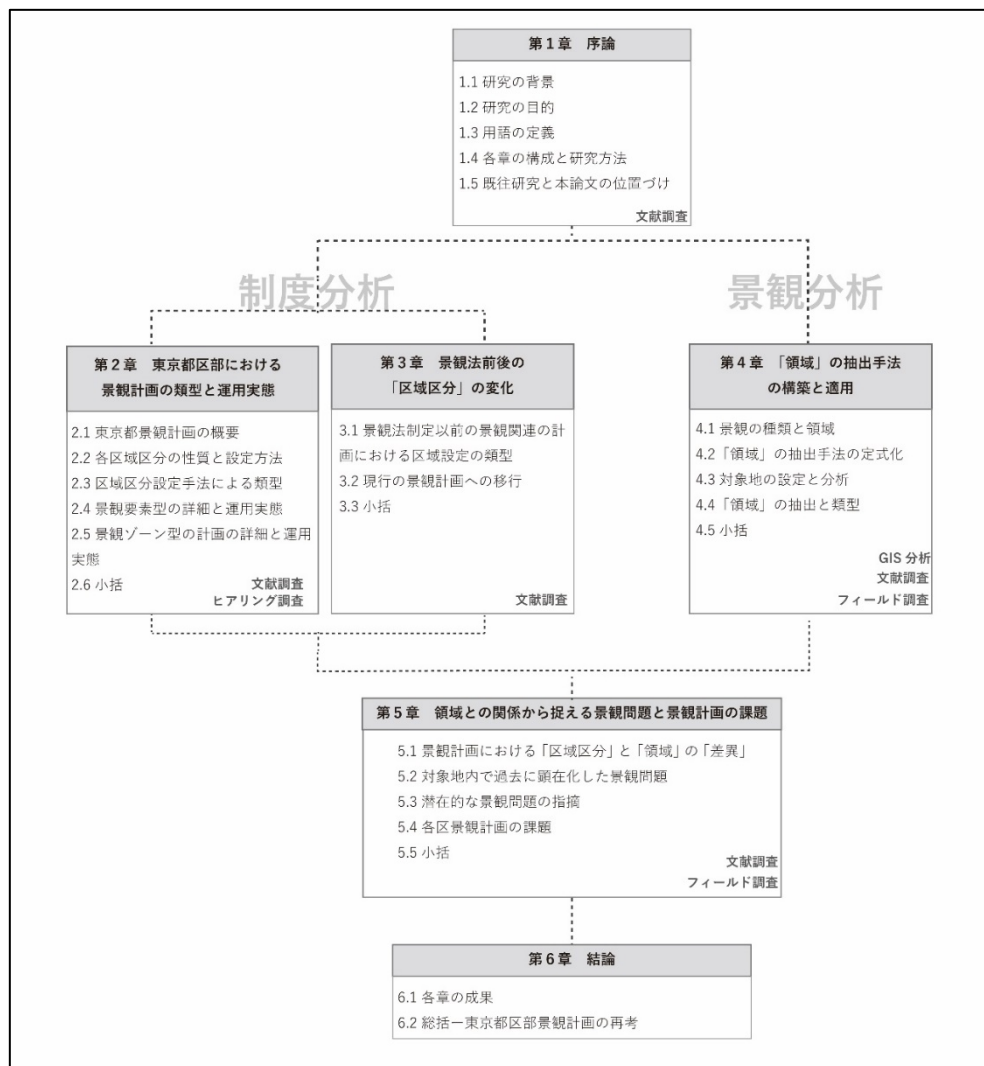 第1章 序論
1.1 研究の背景
1.2 研究の目的
1.3 用語の定義
1.4 各章の構成と研究方法
1.5 既往研究と本論文の位置づけ
文献調査
制度分析
景観分析
第2章 東京都区部における
景観計画の類型と運用実態
2.1 東京都景観計画の概要
2.2 各区域区分の性質と設定方法
2.3 区域区分設定手法による類型
2.4 景観要素型の詳細と運用実態
2.5 景観ゾーン型の計画の詳細と運用
実態
2.6 小括
文献調査
ヒアリング調査
第3章 景観法前後の
「区域区分」の変化
3.1 景観法制定以前の景観関連の計
画における区域設定の類型
3.2 現行の景観計画への移行
3.3 小括
文献調査
第4章 「領域」の抽出手法
の構築と適用
4.1 景観の種類と領域
4.2「領域」の抽出手法の定式化
4.3 対象地の設定と分析
4.4「領域」の抽出と類型
4.5 小括
GIS 分析
文献調査
フィールド調査
第5章 領域との関係から捉える景観問題と景観計画の課題
5.1 景観計画における「区域区分」と「領域」の「差異」
5.2 対象地内で過去に顕在化した景観問題
5.3 潜在的な景観問題の指摘
5.4 各区景観計画の課題
5.5 小括
文献調査
フィールド調査
第6章 結論
6.1 各章の成果
6.2 総括ー東京都区部景観計画の再考